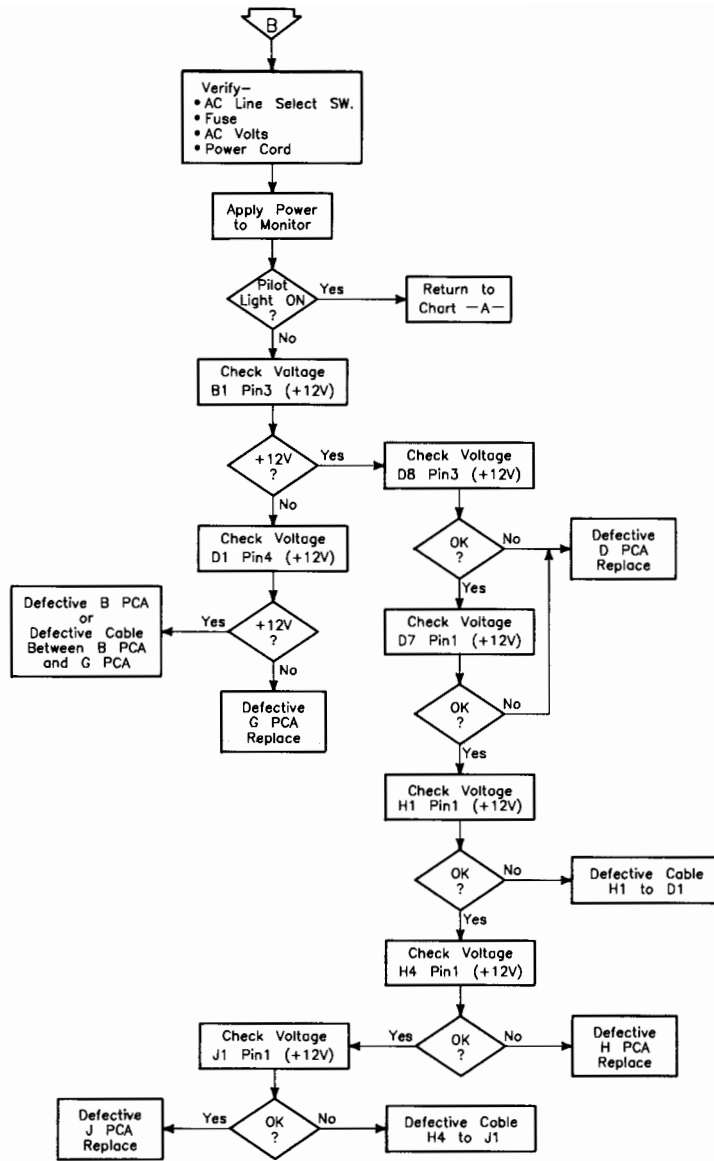 B
Verify—
• AC Line Select SW.
• Fuse
• AC Volts
• Power Cord
Apply Power
to Monitor
Pilot
Light ON
?
Yes
Return to
Chart —A—
No
Check Voltage
B1 Pin3 (+12V)
+12V
?
Yes
Check Voltage
D8 Pin3 (+12V)
No
Check Voltage
D1 Pin4 (+12V)
OK
?
No
Defective
D PCA
Replace
Yes
Defective B PCA
or
Defective Cable
Between B PCA
and G PCA
Yes
+12V
?
Check Voltage
D7 Pin1 (+12V)
No
Defective
G PCA
Replace
OK
?
No
Yes
Check Voltage
H1 Pin1 (+12V)
OK
?
No
Defective Cable
H1 to D1
Yes
Check Voltage
H4 Pin1 (+12V)
Check Voltage
J1 Pin1 (+12V)
Yes
OK
?
No
Defective
H PCA
Replace
Defective
J PCA
Replace
Yes
OK
?
No
Defective Cable
H4 to J1